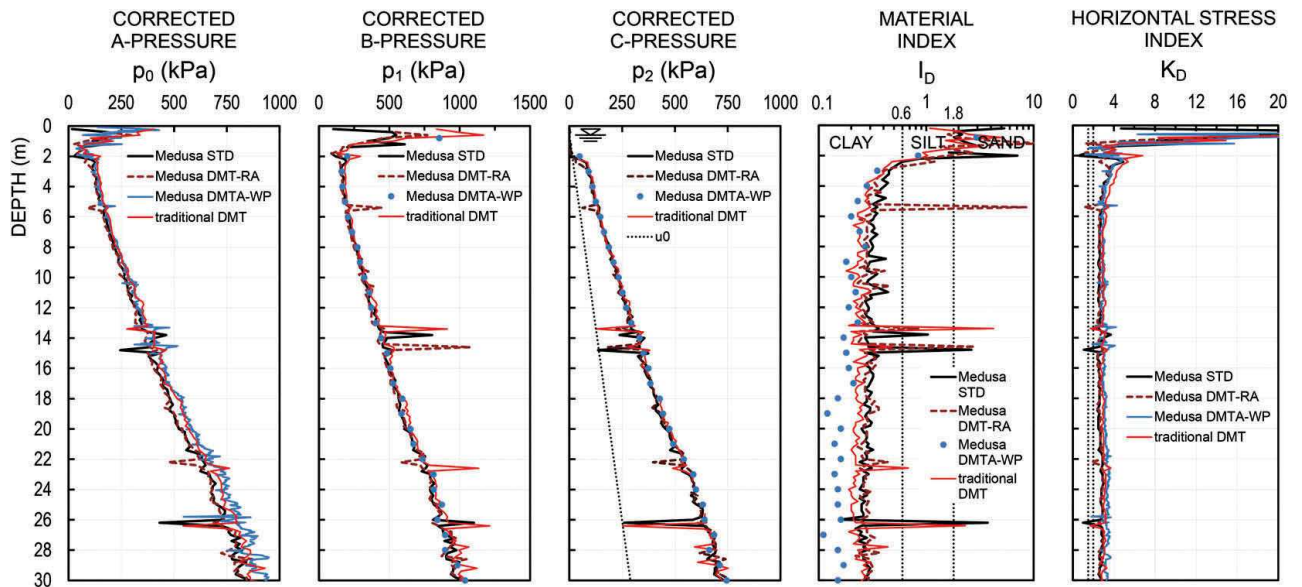 CORRECTED
A-PRESSURE
p0 (kPa)
0 250 500 750 1000
DEPTH (m)
0
2
4
6
8
10
12
14
16
18
20
22
24
26
28
30
Medusa STD
Medusa DMT-RA
Medusa DMTA-WP
traditional DMT
CORRECTED
B-PRESSURE
p1 (kPa)
0 500 1000 1500
Medusa STD
Medusa DMT-RA
Medusa DMTA-WP
traditional DMT
CORRECTED
C-PRESSURE
p2 (kPa)
0 250 500 750 1000
Medusa STD
Medusa DMT-RA
Medusa DMTA-WP
traditional DMT
u0
MATERIAL
INDEX
ID
0.1 1 10
0.6 1.8
CLAY SILT SAND
Medusa
STD
Medusa
DMT-RA
Medusa
DMTA-WP
traditional
DMT
HORIZONTAL STRESS
INDEX
KD
0 4 8 12 16 20
Medusa STD
Medusa DMT-RA
Medusa DMTA-WP
traditional DMT